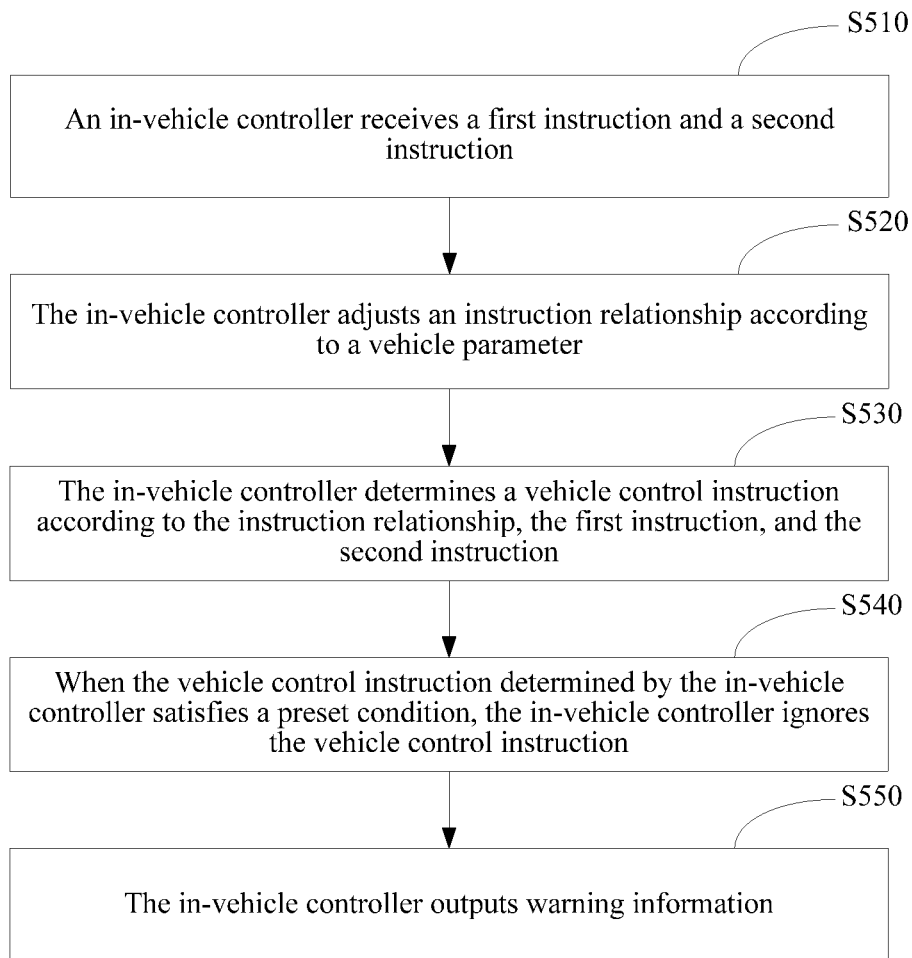 S510
An in-vehicle controller receives a first instruction and a second
instruction
S520
The in-vehicle controller adjusts an instruction relationship according
to a vehicle parameter
S530
The in-vehicle controller determines a vehicle control instruction
according to the instruction relationship, the first instruction, and the
second instruction
S540
When the vehicle control instruction determined by the in-vehicle
controller satisfies a preset condition, the in-vehicle controller ignores
the vehicle control instruction
S550
The in-vehicle controller outputs warning information